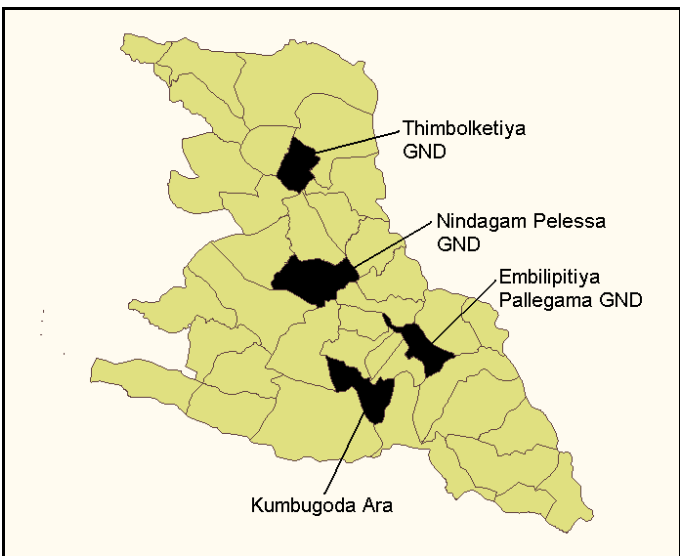 Thimbolketiya
GND
Nindagam Pelessa
GND
Embilipitiya
Pallegama GND
Kumbugoda Ara